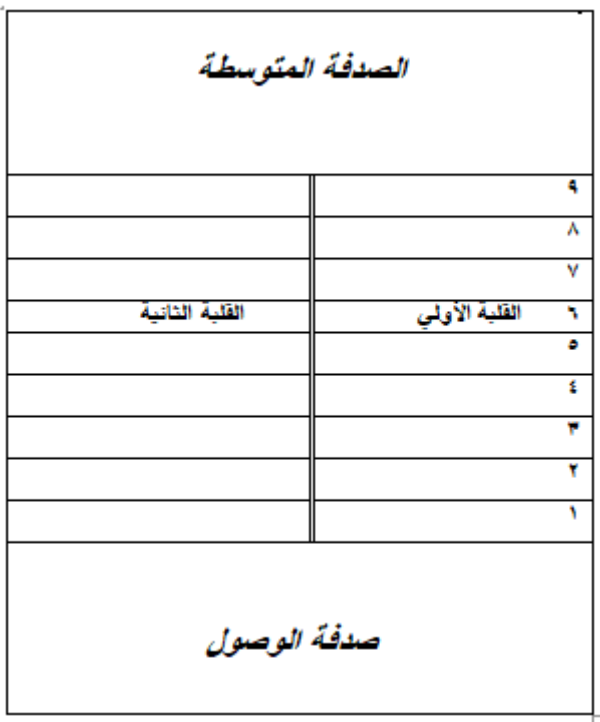 الصدفة المتوسطة
٩
٨
٧
٦ القلبة الأولي القلبة الثانية
٥
٤
٣
٢
١
صدفة الوصول